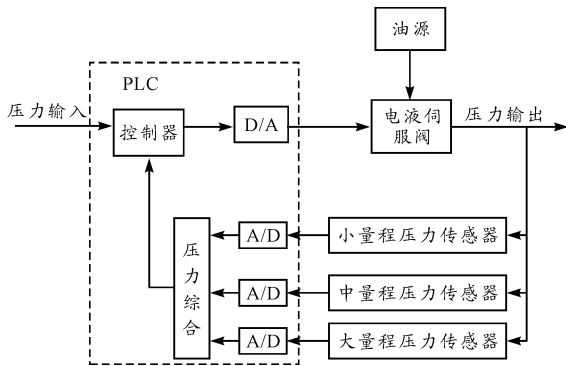 油源
PLC
压力输入
控制器
D/A
电液伺
服阀
压力输出
压力综合
A/D
小量程压力传感器
A/D
中量程压力传感器
A/D
大量程压力传感器